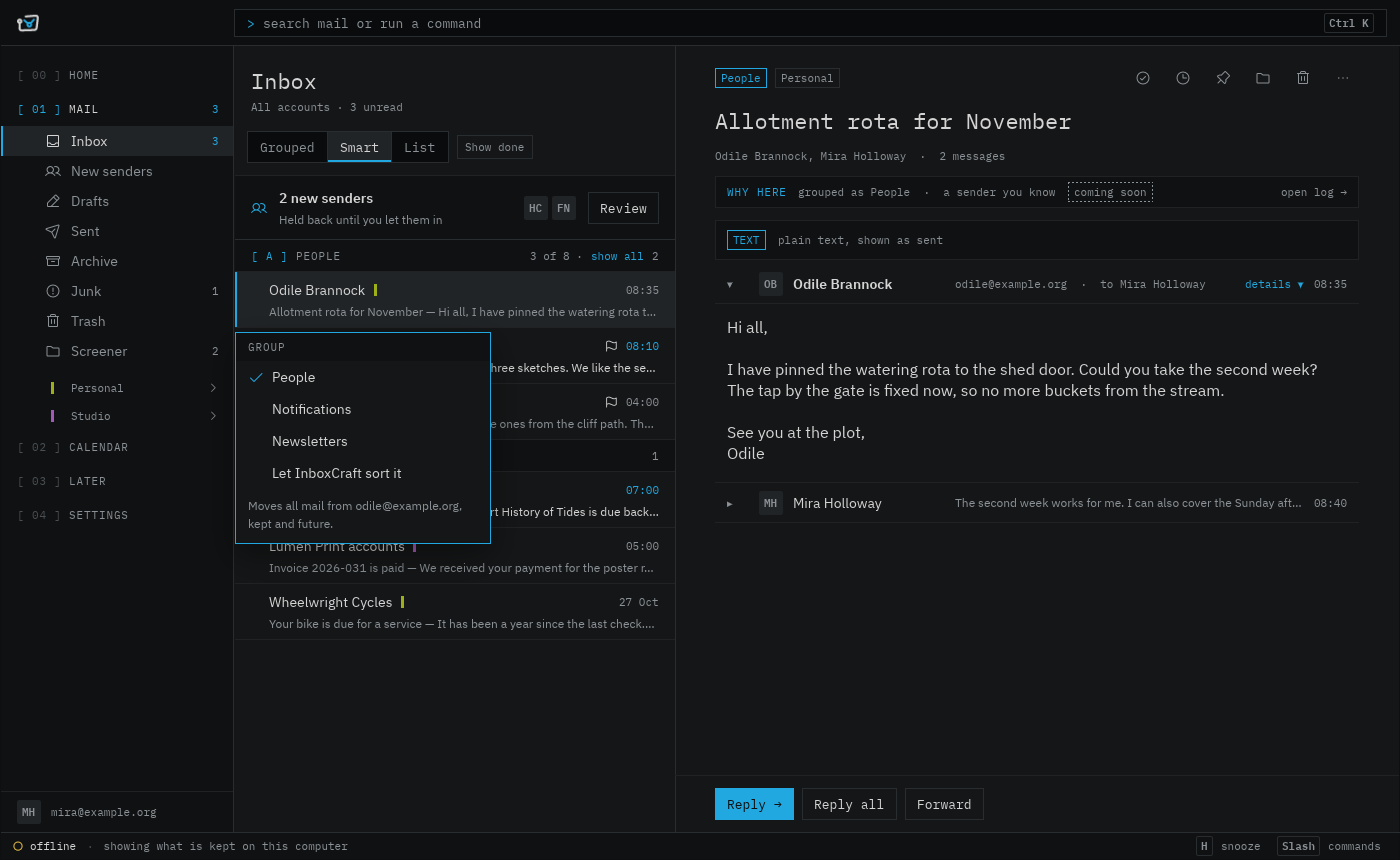 > search mail or run a command Ctrl K
[ 00 ] HOME
[ 01 ] MAIL 3
Inbox 3
New senders
Drafts
Sent
Archive
Junk 1
Trash
Screener 2
Personal
Studio
[ 02 ] CALENDAR
[ 03 ] LATER
[ 04 ] SETTINGS
MH mira@example.org
Inbox
All accounts · 3 unread
Grouped Smart List Show done
2 new senders
Held back until you let them in
HC FN Review
[ A ] PEOPLE 3 of 8 · show all 2
Odile Brannock 08:35
Allotment rota for November — Hi all, I have pinned the watering rota t...
08:10
hree sketches. We like the se...
04:00
e ones from the cliff path. Th...
1
07:00
rt History of Tides is due back...
GROUP
People
Notifications
Newsletters
Let InboxCraft sort it
Moves all mail from odile@example.org,
kept and future.
Lumen Print accounts 05:00
Invoice 2026-031 is paid — We received your payment for the poster r...
Wheelwright Cycles 27 Oct
Your bike is due for a service — It has been a year since the last check....
People Personal
Allotment rota for November
Odile Brannock, Mira Holloway · 2 messages
WHY HERE grouped as People · a sender you know coming soon open log →
TEXT plain text, shown as sent
▾ OB Odile Brannock odile@example.org · to Mira Holloway details ▾ 08:35
Hi all,
I have pinned the watering rota to the shed door. Could you take the second week?
The tap by the gate is fixed now, so no more buckets from the stream.
See you at the plot,
Odile
▸ MH Mira Holloway The second week works for me. I can also cover the Sunday aft... 08:40
Reply → Reply all Forward
offline · showing what is kept on this computer
H snooze Slash commands